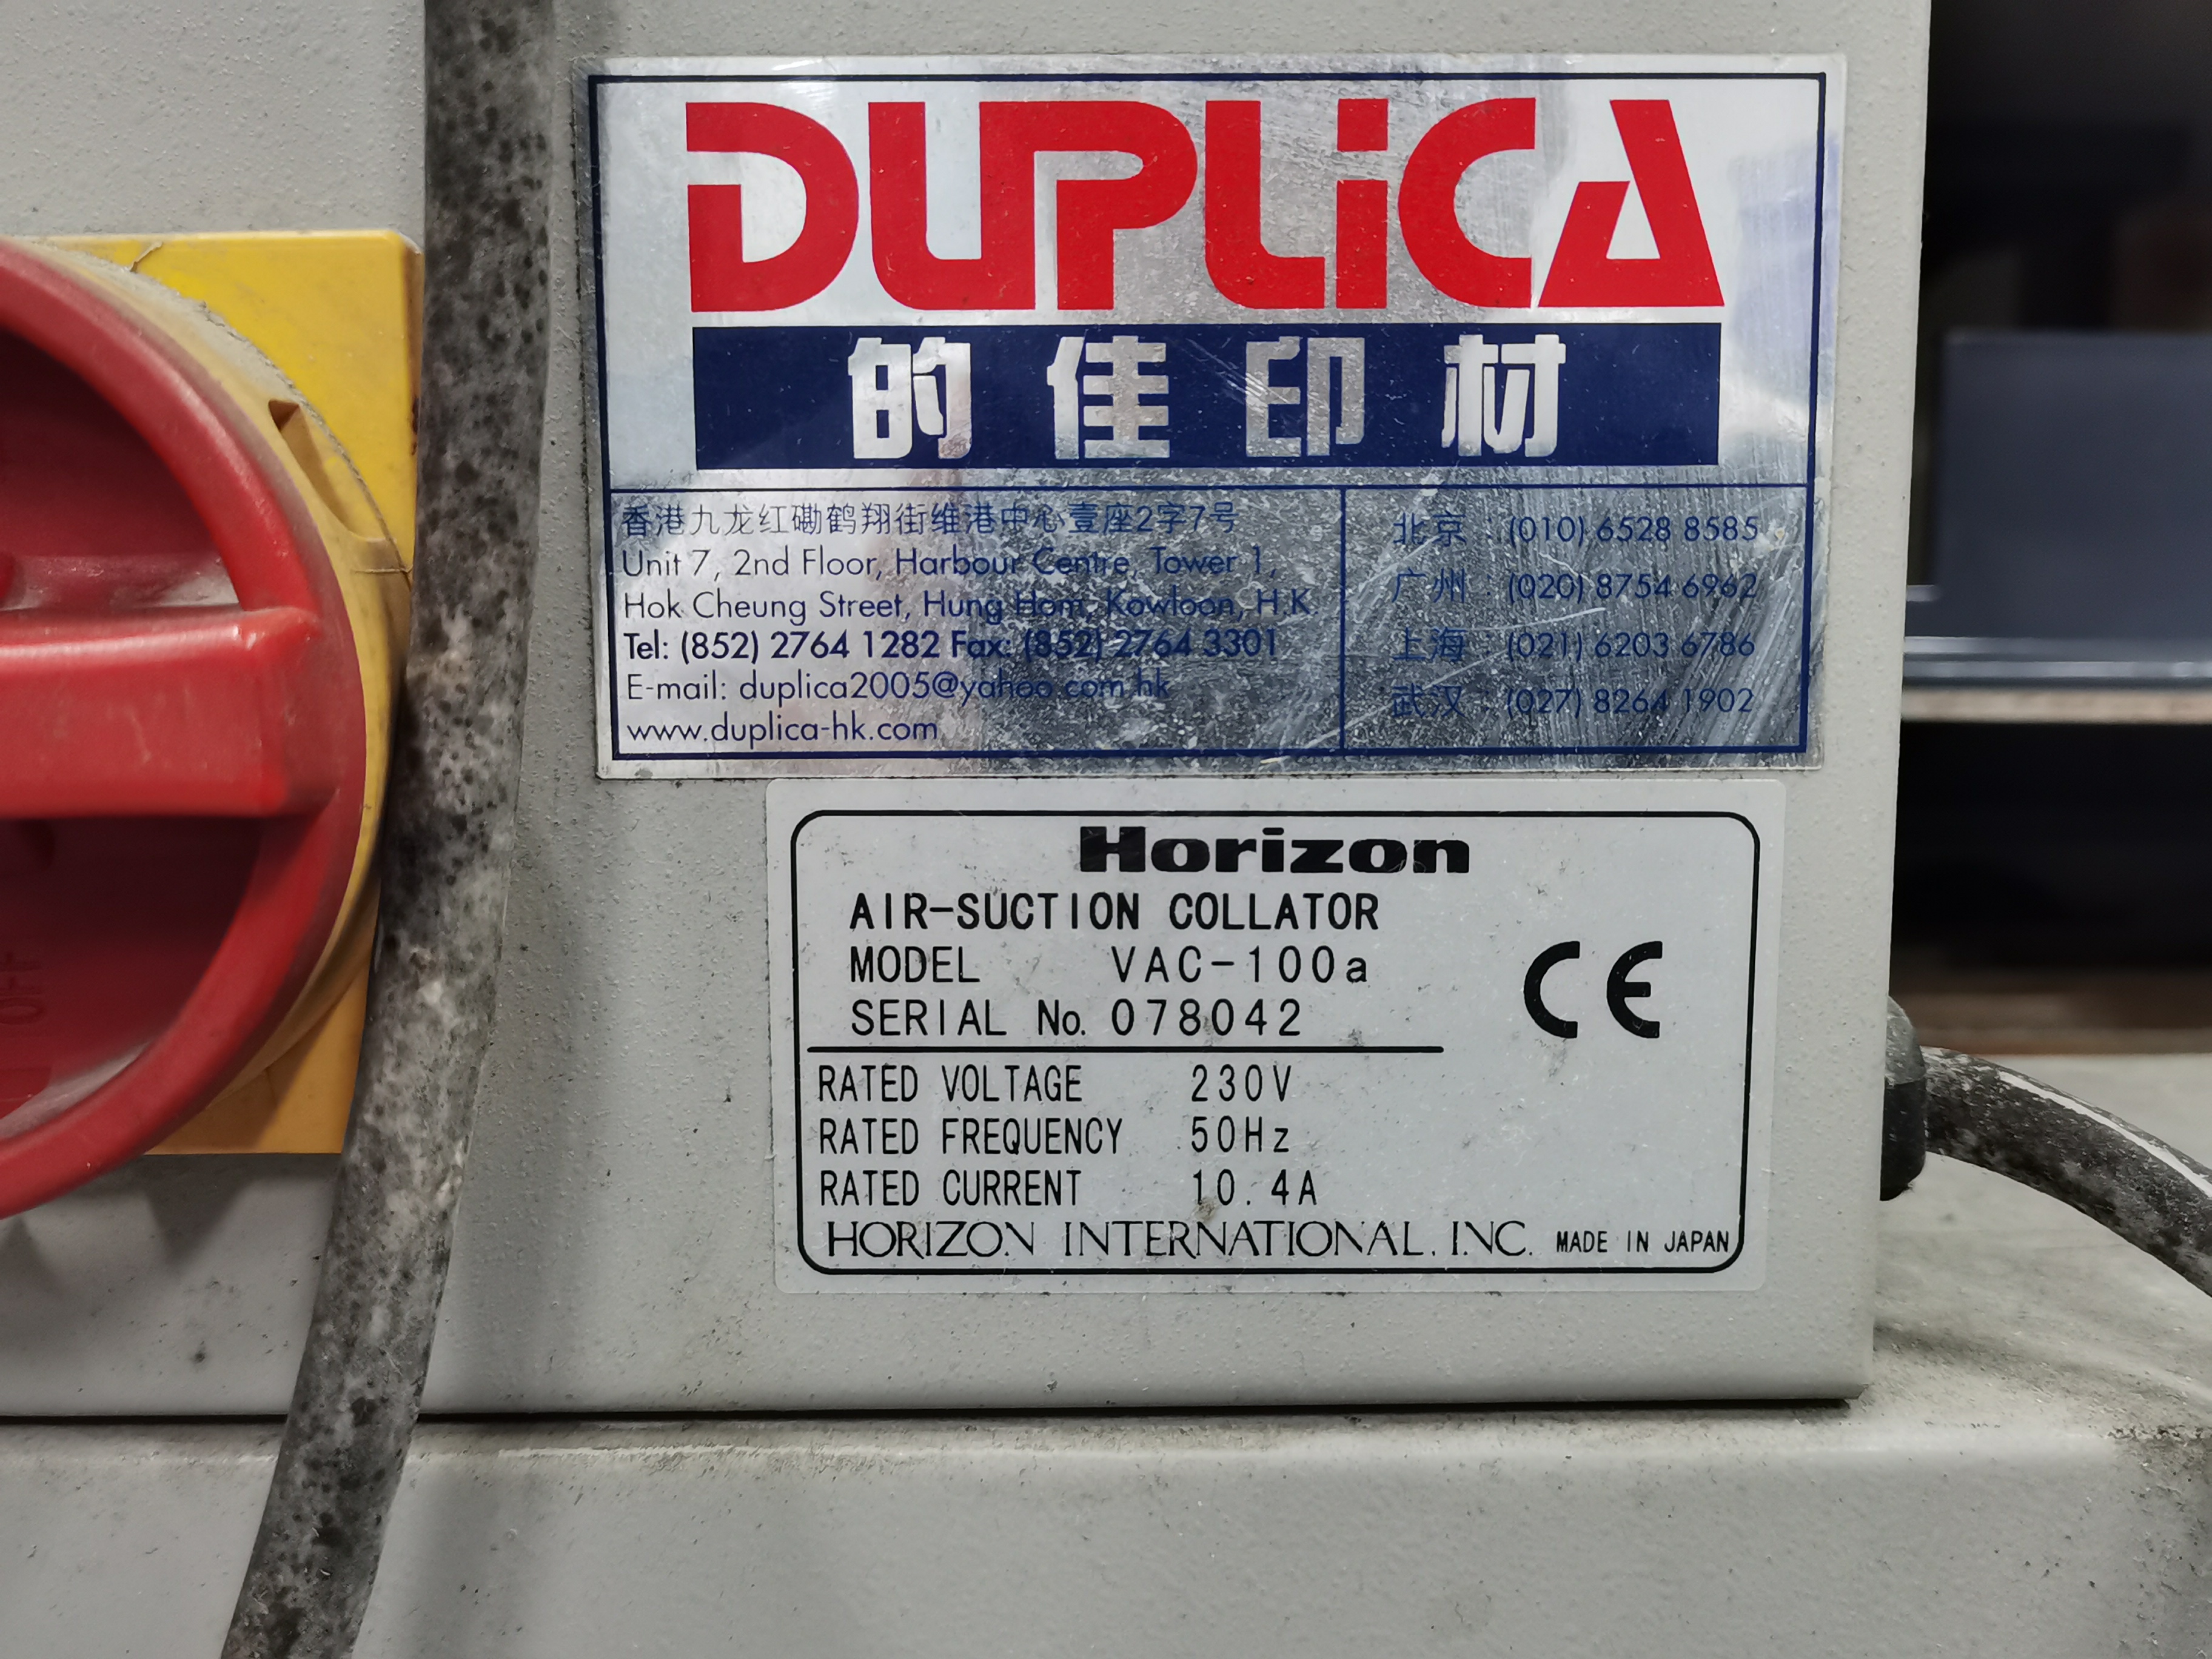 DUPLICA
的佳印材
香港九龙红磡鹤翔街维港中心壹座2字7号
Unit 7, 2nd Floor, Harbour Centre, Tower 1,
Hok Cheung Street, Hung Hom, Kowloon, H.K.
Tel: (852) 2764 1282 Fax: (852) 2764 3301
E-mail: duplica2005@yahoo.com.hk
www.duplica-hk.com
北京：(010) 6528 8585
广州：(020) 8754 6962
上海：(021) 6203 6786
武汉：(027) 8264 1902
Horizon
AIR-SUCTION COLLATOR
MODEL VAC-100a
SERIAL No. 078042
CE
RATED VOLTAGE 230V
RATED FREQUENCY 50Hz
RATED CURRENT 10.4A
HORIZON INTERNATIONAL, INC. MADE IN JAPAN
OFF